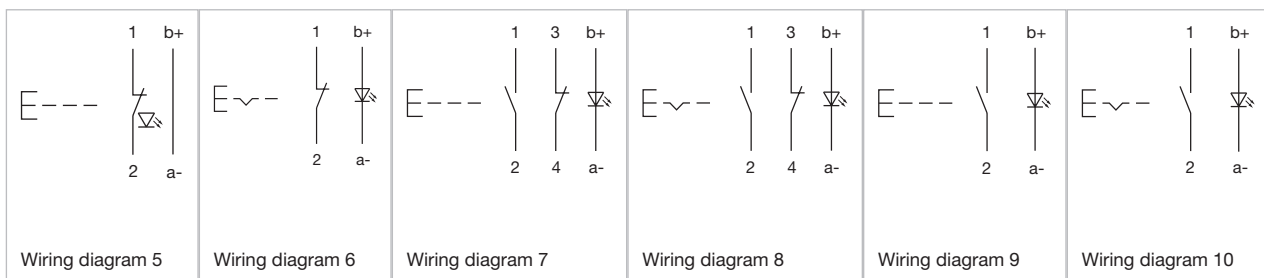 1 b+
2 a-
Wiring diagram 5
1 b+
2 a-
Wiring diagram 6
1 3 b+
2 4 a-
Wiring diagram 7
1 3 b+
2 4 a-
Wiring diagram 8
1 b+
2 a-
Wiring diagram 9
1 b+
2 a-
Wiring diagram 10